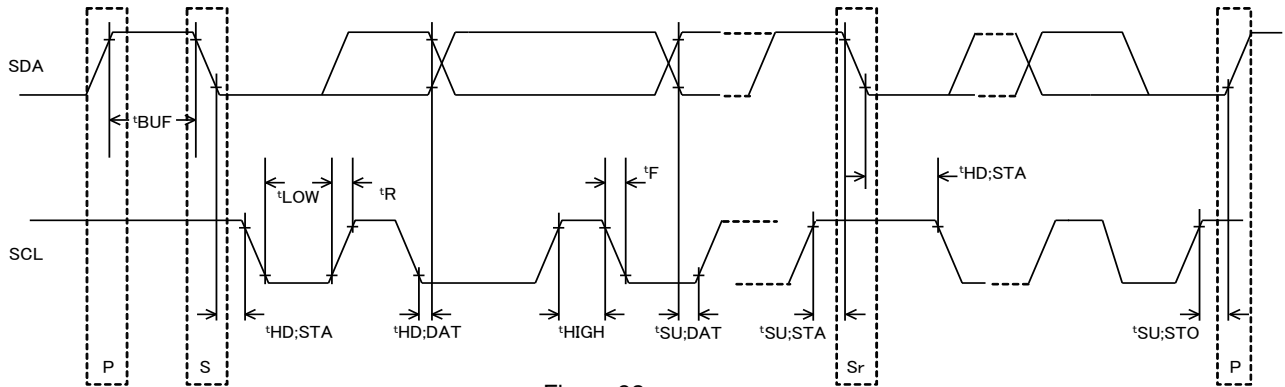 SDA
tBUF
tLOW
tR
tF
tHD;STA
SCL
tHD;STA
tHD;DAT
tHIGH
tSU;DAT
tSU;STA
tSU;STO
P
S
Sr
P